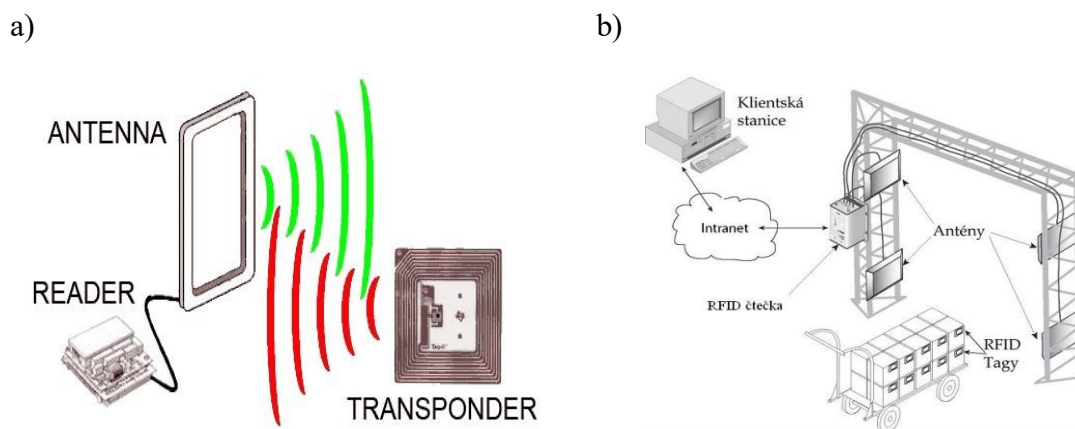 a)
b)
ANTENNA
READER
TRANSPONDER
Klientská
stanice
Intranet
RFID čtečka
Antény
RFID
Tagy